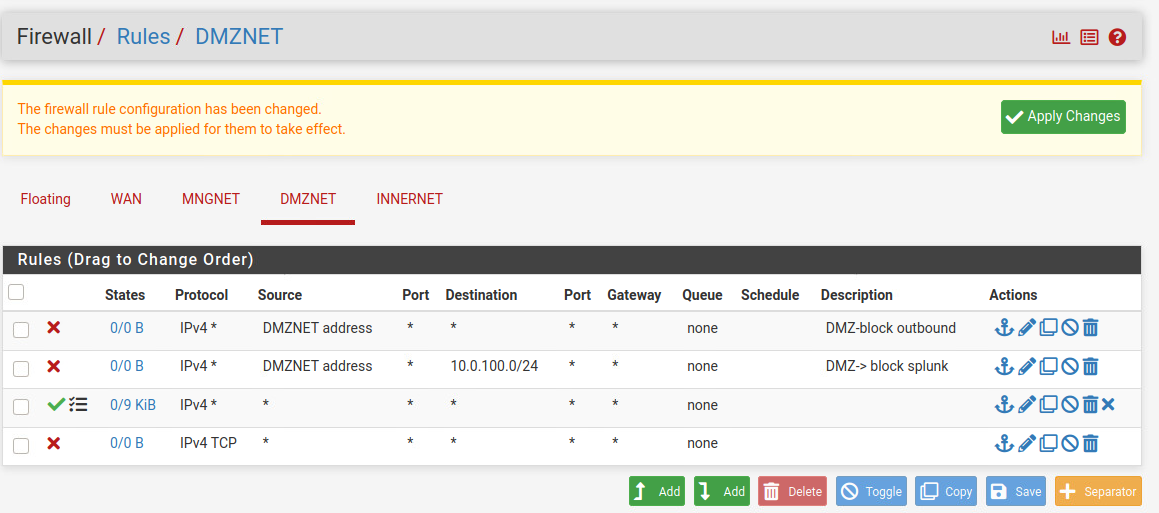 Firewall / Rules / DMZNET
The firewall rule configuration has been changed.
The changes must be applied for them to take effect.
Apply Changes
Floating WAN MNGNET DMZNET INNERNET
Rules (Drag to Change Order)
States Protocol Source Port Destination Port Gateway Queue Schedule Description Actions
0/0 B IPv4 * DMZNET address * * * * none DMZ-block outbound
0/0 B IPv4 * DMZNET address * 10.0.100.0/24 * * none DMZ-> block splunk
0/9 KiB IPv4 * * * * * * none
0/0 B IPv4 TCP * * * * * none
Add Add Delete Toggle Copy Save Separator